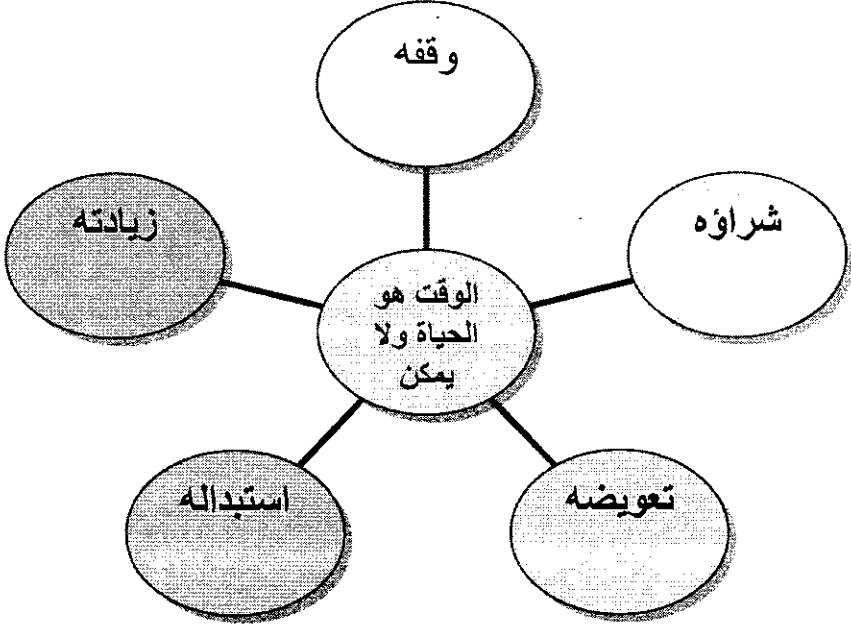 وقفه
شراؤه
زيادته
الوقت هو
الحياة ولا
يمكن
تعويضه
استبداله